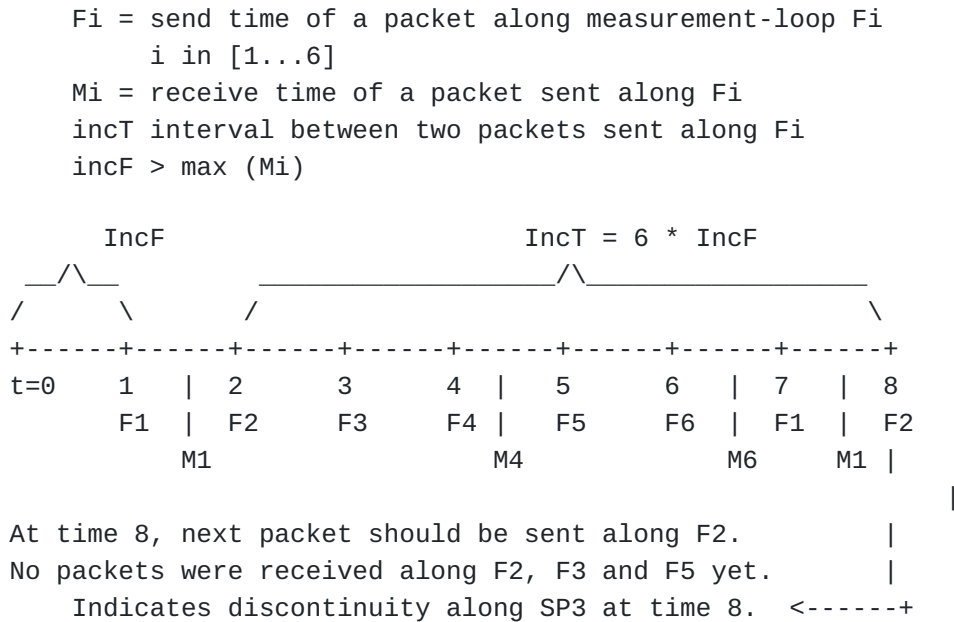 Fi = send time of a packet along measurement-loop Fi
         i in [1...6]
    Mi = receive time of a packet sent along Fi
    incT interval between two packets sent along Fi
    incF > max (Mi)

      IncF                       IncT = 6 * IncF
 __/\__         ___________________/\__________________
/      \       /                                       \
+------+------+------+------+------+------+------+------+
t=0    1   |  2      3      4  |   5      6   |  7   |  8
       F1  |  F2     F3     F4 |   F5     F6  |  F1  |  F2
           M1                  M4             M6     M1 |
                                                            |
At time 8, next packet should be sent along F2.         |
No packets were received along F2, F3 and F5 yet.       |
    Indicates discontinuity along SP3 at time 8.  <------+